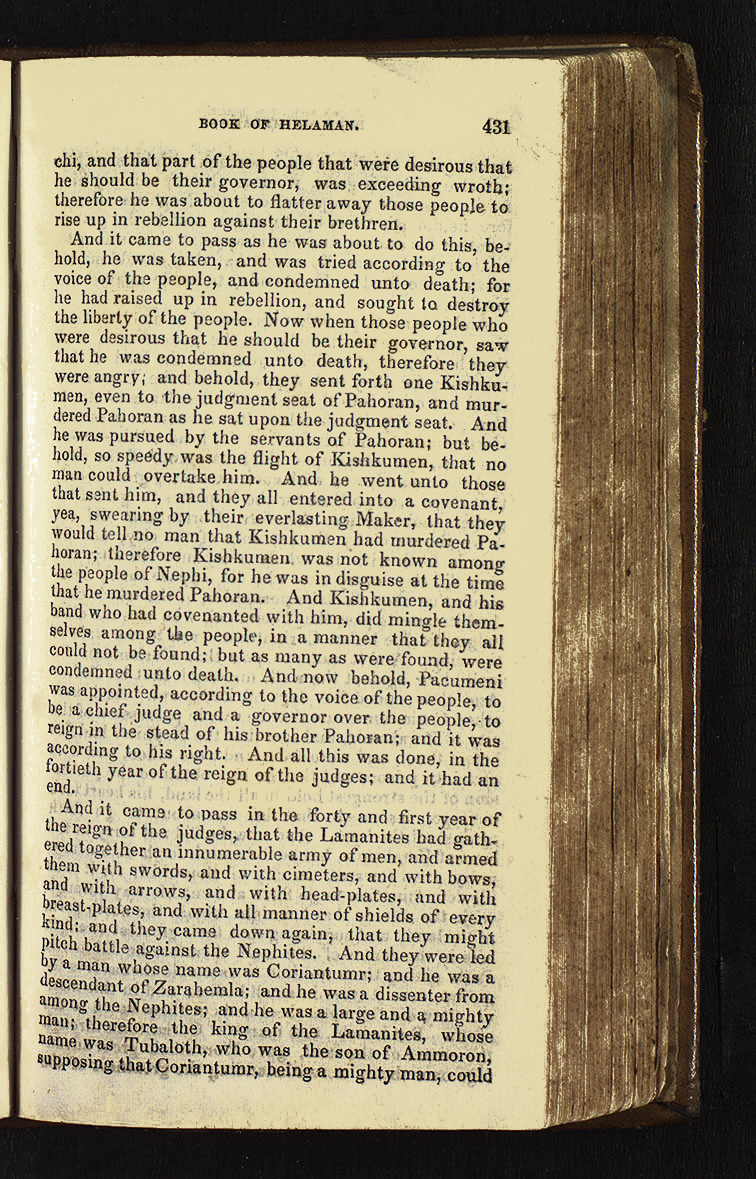 BOOK OF HELAMAN. 431
chi, and that part of the people that were desirous that
he should be their governor, was exceeding wroth;
therefore he was about to flatter away those people to
rise up in rebellion against their brethren.
And it came to pass as he was about to do this, be-
hold, he was taken, and was tried according to the
voice of the people, and condemned unto death; for
he had raised up in rebellion, and sought to destroy
the liberty of the people. Now when those people who
were desirous that he should be their governor, saw
that he was condemned unto death, therefore they
were angry; and behold, they sent forth one Kishku-
men, even to the judgment seat of Pahoran, and mur-
dered Pahoran as he sat upon the judgment seat. And
he was pursued by the servants of Pahoran; but be-
hold, so speedy was the flight of Kishkumen, that no
man could overtake him. And he went unto those
that sent him, and they all entered into a covenant,
yea, swearing by their everlasting Maker, that they
would tell no man that Kishkumen had murdered Pa-
horan; therefore Kishkumen was not known among
the people of Nephi, for he was in disguise at the time
that he murdered Pahoran. And Kishkumen, and his
band who had covenanted with him, did mingle them-
selves among the people, in a manner that they all
could not be found; but as many as were found, were
condemned unto death. And now behold, Pacumeni
was appointed, according to the voice of the people, to
be a chief judge and a governor over the people, to
reign in the stead of his brother Pahoran; and it was
according to his right. And all this was done, in the
fortieth year of the reign of the judges; and it had an
end.
And it came to pass in the forty and first year of
the reign of the judges, that the Lamanites had gath-
ered together an innumerable army of men, and armed
them with swords, and with cimeters, and with bows,
and with arrows, and with head-plates, and with
breast-plates, and with all manner of shields of every
kind; and they came down again, that they might
pitch battle against the Nephites. And they were led
by a man whose name was Coriantumr; and he was a
descendant of Zarahemla; and he was a dissenter from
among the Nephites; and he was a large and a mighty
man; therefore the king of the Lamanites, whose
name was Tubaloth, who was the son of Ammoron,
supposing that Coriantumr, being a mighty man, could